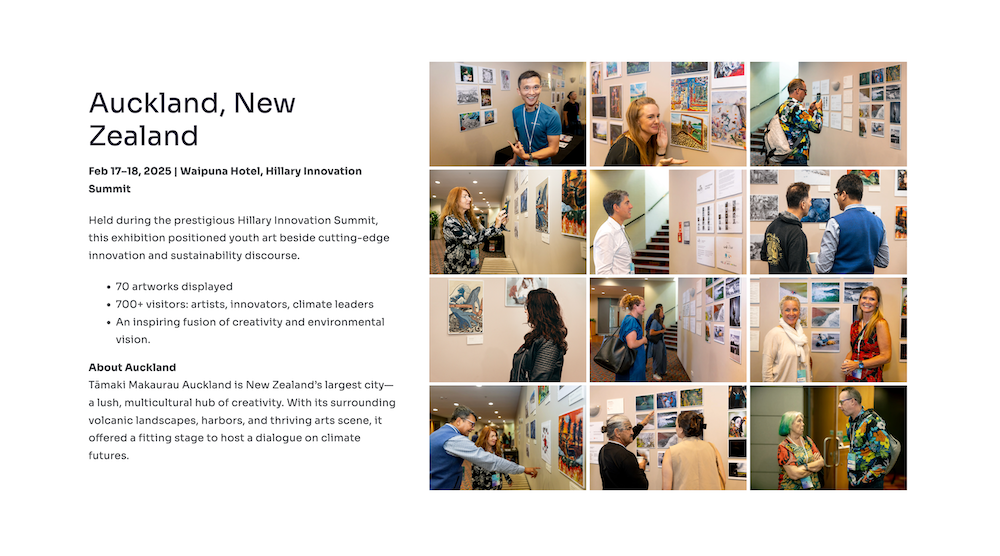 Auckland, New
Zealand
Feb 17–18, 2025 | Waipuna Hotel, Hillary Innovation
Summit
Held during the prestigious Hillary Innovation Summit,
this exhibition positioned youth art beside cutting-edge
innovation and sustainability discourse.
• 70 artworks displayed
• 700+ visitors: artists, innovators, climate leaders
• An inspiring fusion of creativity and environmental
vision.
About Auckland
Tāmaki Makaurau Auckland is New Zealand's largest city—
a lush, multicultural hub of creativity. With its surrounding
volcanic landscapes, harbors, and thriving arts scene, it
offered a fitting stage to host a dialogue on climate
futures.